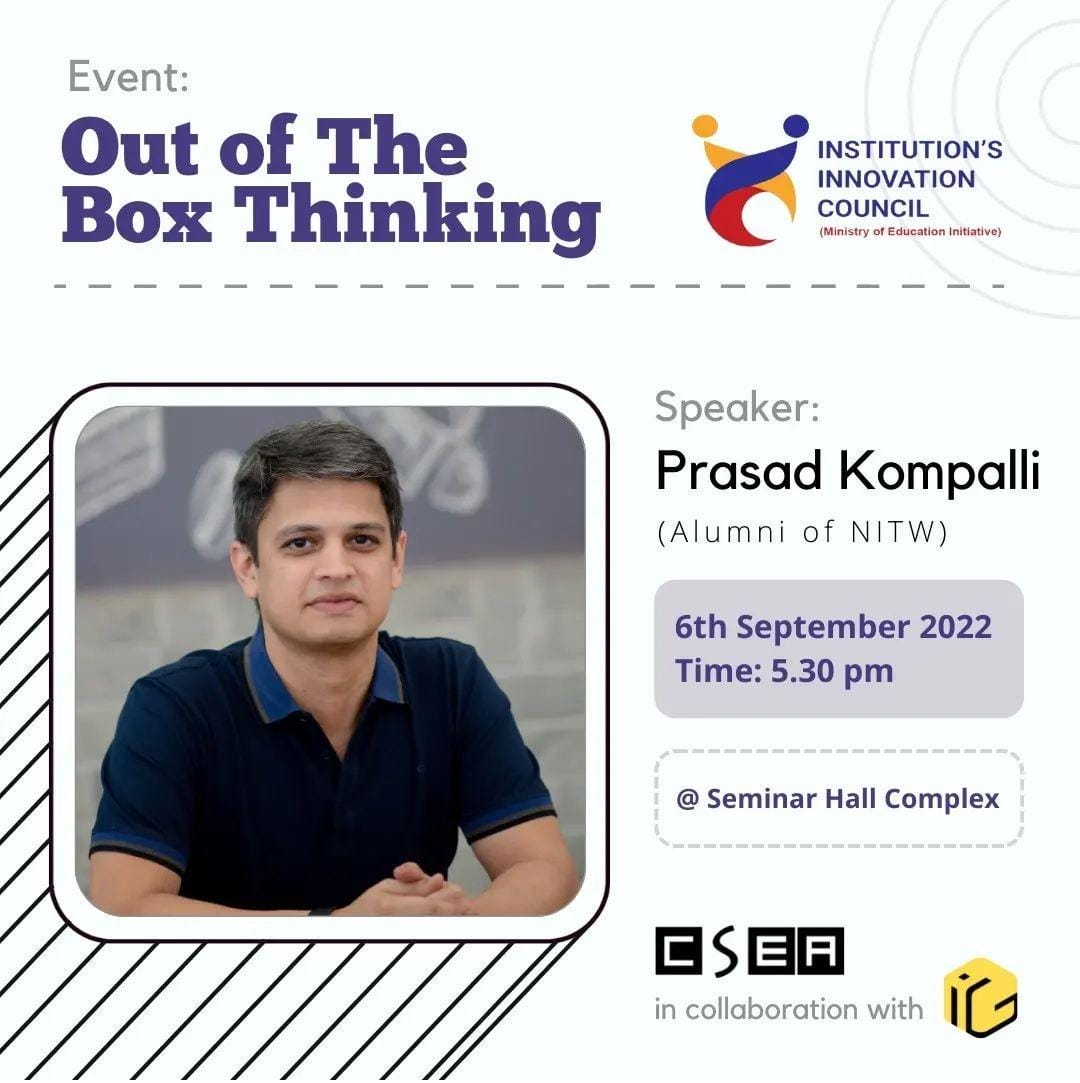 Event:
Out of The
Box Thinking
INSTITUTION'S
INNOVATION
COUNCIL
(Ministry of Education Initiative)
Speaker:
Prasad Kompalli
(Alumni of NITW)
6th September 2022
Time: 5.30 pm
@ Seminar Hall Complex
CSEA
in collaboration with
iG